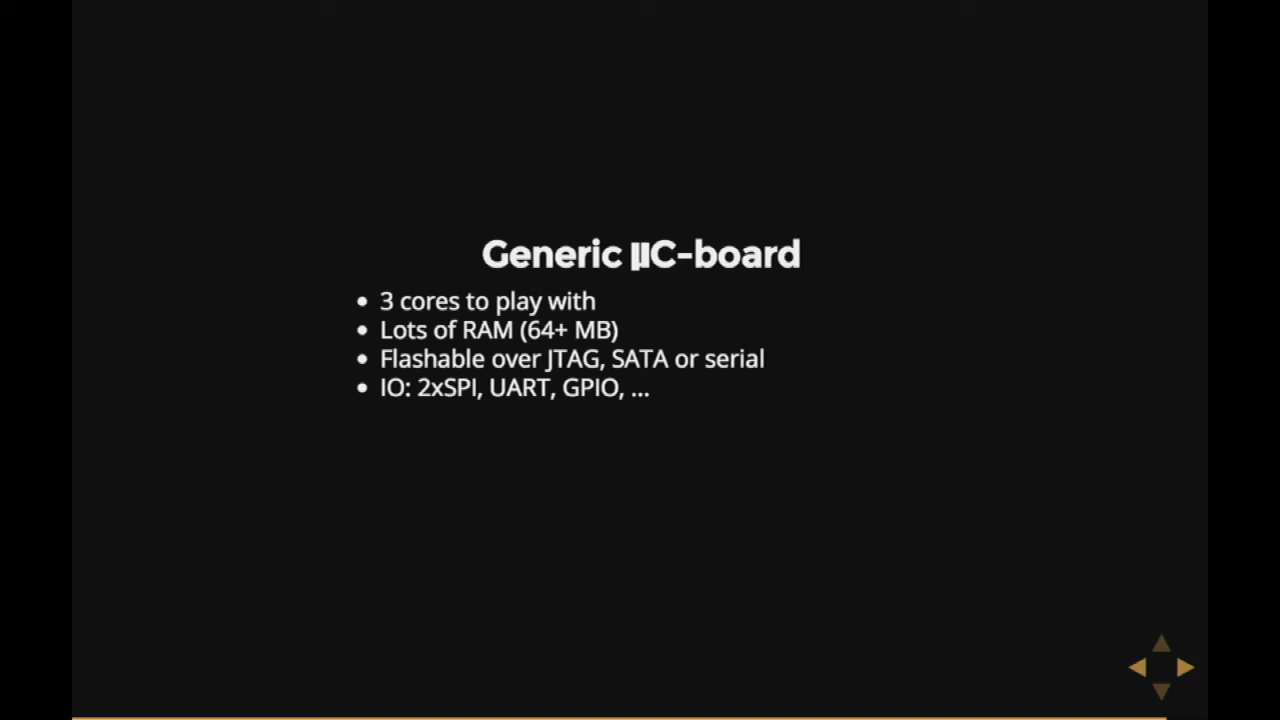 Generic µC-board
• 3 cores to play with
• Lots of RAM (64+ MB)
• Flashable over JTAG, SATA or serial
• IO: 2xSPI, UART, GPIO, ...